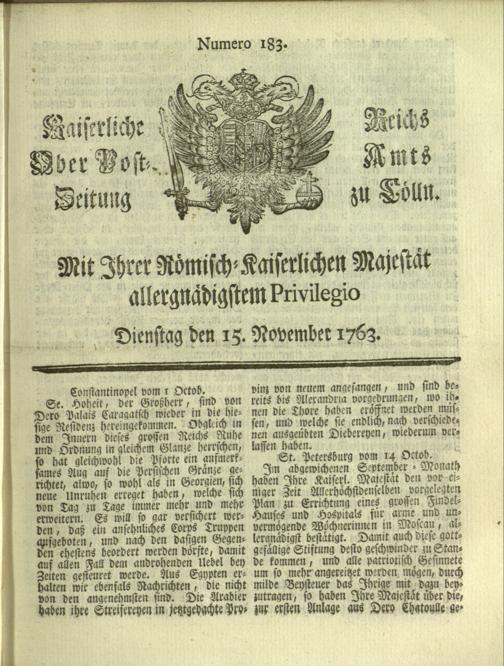 Numero 183.
Kaiserliche Reichs
Ober Post- Amts
Zeitung zu Cölln.
Mit Ihrer Römisch-Kaiserlichen Majestät
allergnädigstem Privilegio
Dienstag den 15. November 1763.
Constantinopel vom 1 Octob.
Se. Hoheit, der Großherr, sind von
Dero Palais Caragatsch wieder in die hie-
sige Residenz hereingekommen. Obgleich in
dem Innern dieses grossen Reichs Ruhe
und Ordnung in gleichem Glanze herrschen,
so hat gleichwohl die Pforte ein aufmerk-
sames Aug auf die Persischen Gränze ge-
richtet, alwo, so wohl als in Georgien, sich
neue Unruhen erreget haben, welche sich
von Tag zu Tage immer mehr und mehr
erweitern. Es will so gar versichert wer-
den, daß ein ansehnliches Corps Truppen
aufgeboten, und nach den dasigen Gegen-
den ehestens beordert werden dörfte, damit
auf allen Fall dem androhenden Uebel bey
Zeiten gesteuret werde. Aus Egypten er-
halten wir ebenfals Nachrichten, die nicht
von den angenehmsten sind. Die Arabier
haben ihre Streifereyen in jetztgedachte Pro-
vinz von neuem angefangen, und sind be-
reits bis Alexandria vorgedrungen, wo ih-
nen die Thore haben eröffnet werden müs-
sen, und welche sie endlich, nach verschiede-
nen ausgeübten Diebereyen, wiederum ver-
lassen haben.
St. Petersburg vom 14 Octob.
Im abgewichenen September-Monath
haben Ihre Kaiserl. Majestät den vor ei-
niger Zeit Allerhöchstdenselben vorgelegten
Plan zu Errichtung eines grossen Findel-
Hauses und Hospitals für arme und un-
vermögende Wöchnerinnen in Moscau, al-
lergnädigst bestätigt. Damit auch diese gott-
gefällige Stiftung desto geschwinder zu Stan-
de kommen, und alle patriotisch Gesinnete
um so mehr angereitzet werden mögen, durch
milde Beysteuer das Ihrige mit dazu bey-
zutragen, so haben Ihre Majestät über die,
zur ersten Anlage aus Dero Chatoulle ge-